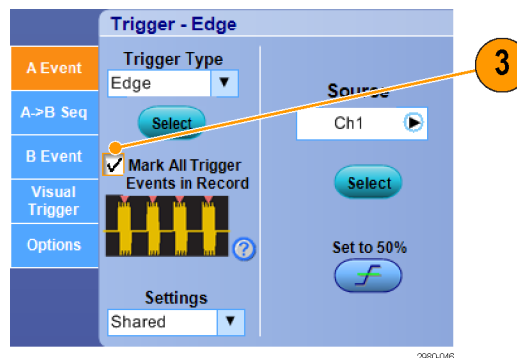 Trigger - Edge
3
A Event
A->B Seq
B Event
Visual
Trigger
Options
Trigger Type
Edge
Select
Mark All Trigger
Events in Record
?
Settings
Shared
Source
Ch1
Select
Set to 50%
2980-046